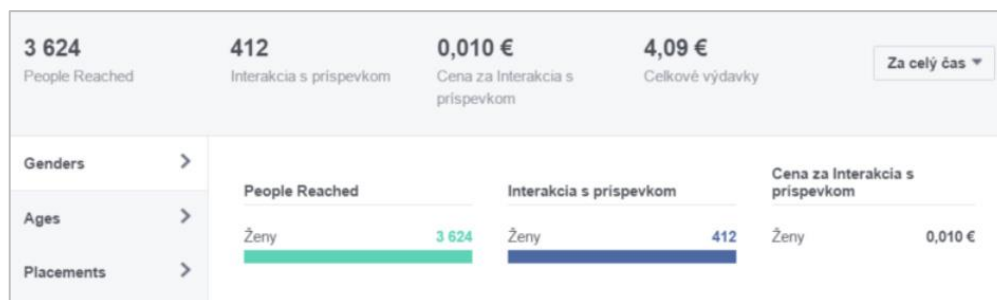 3 624
People Reached
412
Interakcia s príspevkom
0,010 €
Cena za Interakcia s
príspevkom
4,09 €
Celkové výdavky
Za celý čas
Genders
Ages
Placements
People Reached
Ženy 3 624
Interakcia s príspevkom
Ženy 412
Cena za Interakcia s
príspevkom
Ženy 0,010 €